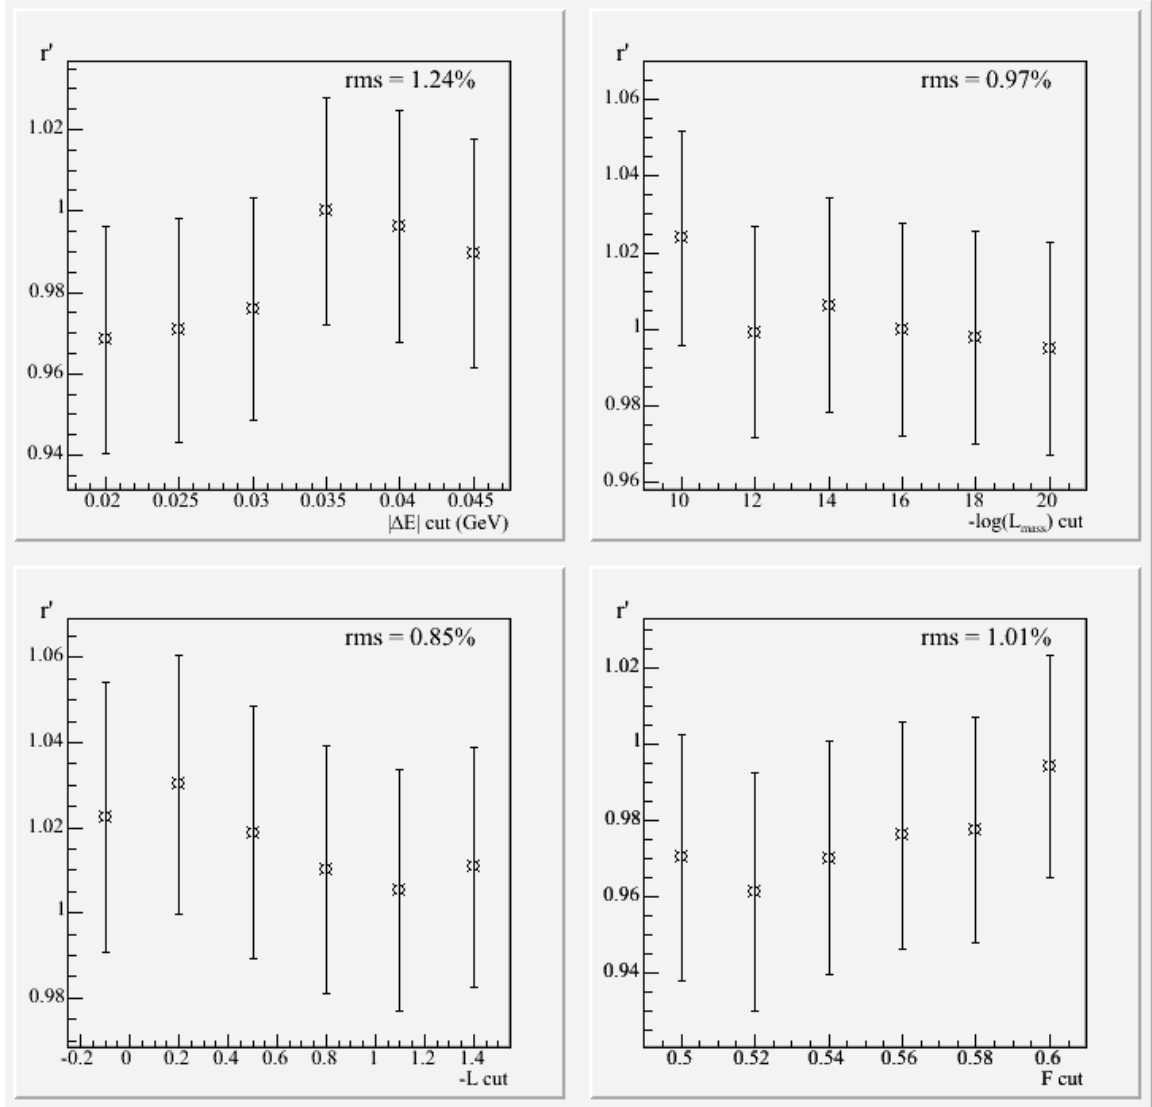 r'
rms = 1.24%
1.02
1
0.98
0.96
0.94
0.02 0.025 0.03 0.035 0.04 0.045
|ΔE| cut (GeV)
r'
rms = 0.97%
1.06
1.04
1.02
1
0.98
0.96
10 12 14 16 18 20
-log(Lmass) cut
r'
rms = 0.85%
1.06
1.04
1.02
1
0.98
-0.2 0 0.2 0.4 0.6 0.8 1 1.2 1.4
-L cut
r'
rms = 1.01%
1.02
1
0.98
0.96
0.94
0.5 0.52 0.54 0.56 0.58 0.6
F cut